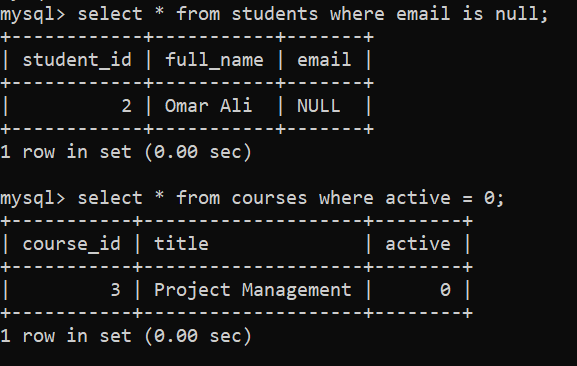 mysql> select * from students where email is null;
+------------+-----------+-------+
| student_id | full_name | email |
+------------+-----------+-------+
|          2 | Omar Ali  | NULL  |
+------------+-----------+-------+
1 row in set (0.00 sec)

mysql> select * from courses where active = 0;
+-----------+--------------------+--------+
| course_id | title              | active |
+-----------+--------------------+--------+
|         3 | Project Management |      0 |
+-----------+--------------------+--------+
1 row in set (0.00 sec)